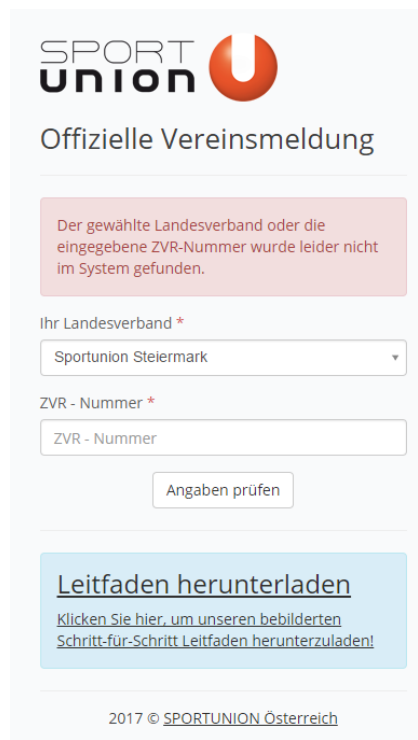 SPORT
union
Offizielle Vereinsmeldung
Der gewählte Landesverband oder die
eingegebene ZVR-Nummer wurde leider nicht
im System gefunden.
Ihr Landesverband *
Sportunion Steiermark
ZVR - Nummer *
ZVR - Nummer
Angaben prüfen
Leitfaden herunterladen
Klicken Sie hier, um unseren bebilderten
Schritt-für-Schritt Leitfaden herunterzuladen!
2017 © SPORTUNION Österreich